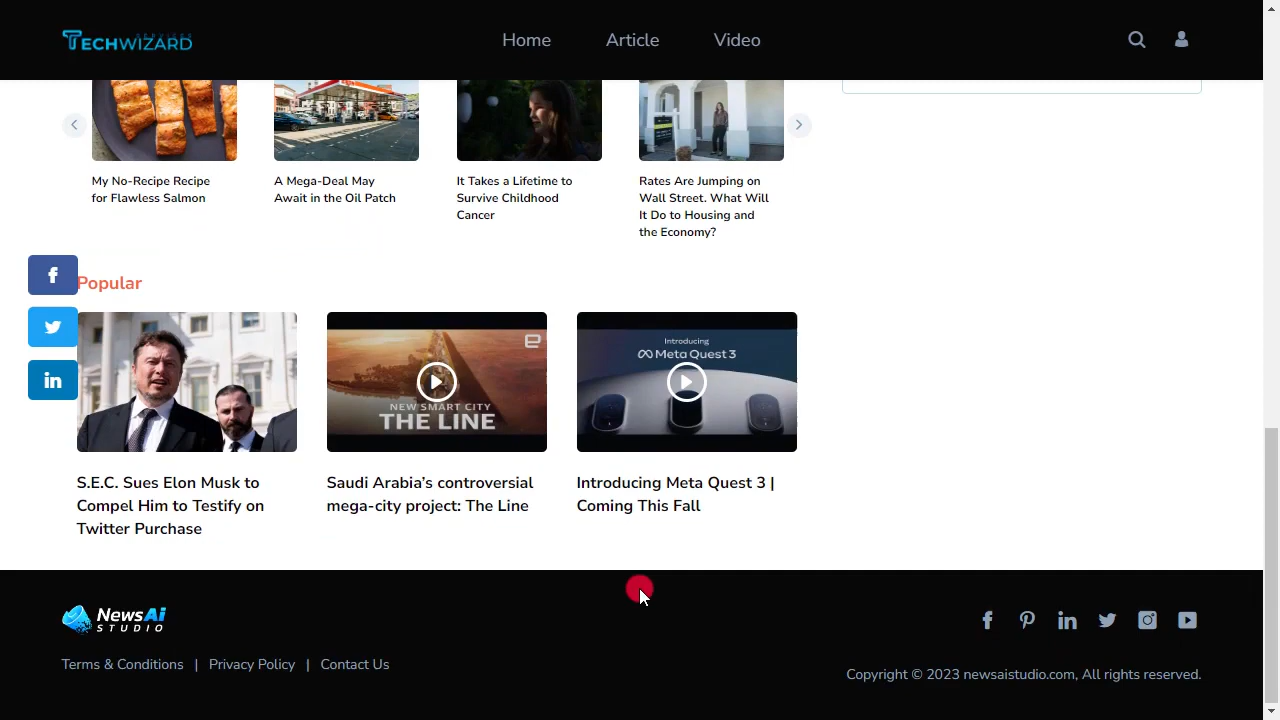 TECHWIZARD
SERVICES
Home
Article
Video
My No-Recipe Recipe
for Flawless Salmon
A Mega-Deal May
Await in the Oil Patch
It Takes a Lifetime to
Survive Childhood
Cancer
Rates Are Jumping on
Wall Street. What Will
It Do to Housing and
the Economy?
Popular
NEW SMART CITY
THE LINE
Introducing
Meta Quest 3
S.E.C. Sues Elon Musk to
Compel Him to Testify on
Twitter Purchase
Saudi Arabia’s controversial
mega-city project: The Line
Introducing Meta Quest 3 |
Coming This Fall
NewsAi
STUDIO
Terms & Conditions | Privacy Policy | Contact Us
Copyright © 2023 newsaistudio.com, All rights reserved.